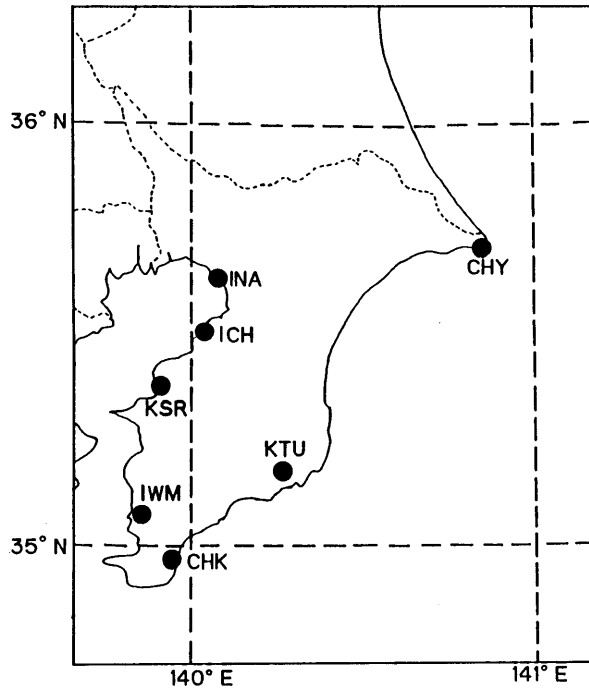 36° N
CHY
INA
ICH
KSR
KTU
IWM
35° N
CHK
140° E
141° E